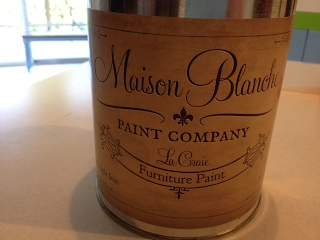 Maison Blanche
PAINT COMPANY
La Craie
Furniture Paint